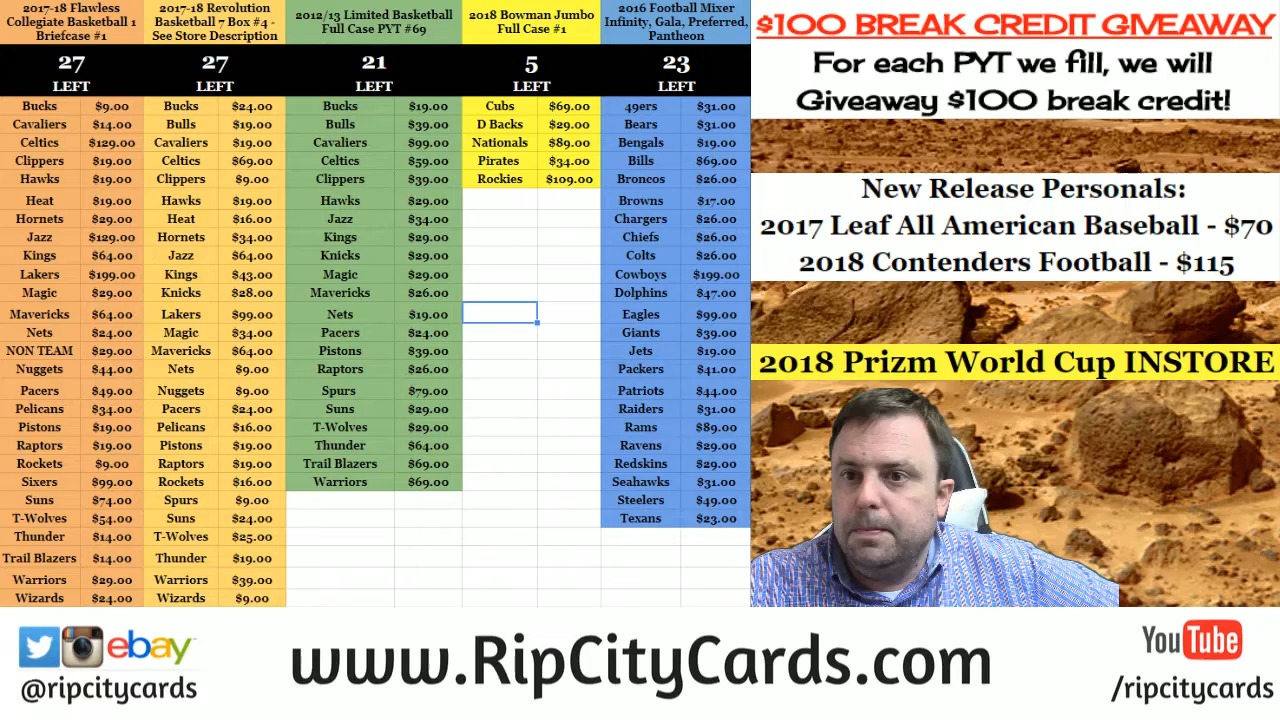 2017-18 Flawless
Collegiate Basketball 1
Briefcase #1
27
LEFT
Bucks $9.00
Cavaliers $14.00
Celtics $129.00
Clippers $19.00
Hawks $19.00
Heat $19.00
Hornets $29.00
Jazz $129.00
Kings $64.00
Lakers $199.00
Magic $29.00
Mavericks $64.00
Nets $24.00
NON TEAM $29.00
Nuggets $44.00
Pacers $49.00
Pelicans $34.00
Pistons $19.00
Raptors $19.00
Rockets $9.00
Sixers $99.00
Suns $74.00
T-Wolves $54.00
Thunder $14.00
Trail Blazers $14.00
Warriors $29.00
Wizards $24.00
2017-18 Revolution
Basketball 7 Box #4 -
See Store Description
27
LEFT
Bucks $24.00
Bulls $19.00
Cavaliers $19.00
Celtics $69.00
Clippers $9.00
Hawks $19.00
Heat $16.00
Hornets $34.00
Jazz $64.00
Kings $43.00
Knicks $28.00
Lakers $99.00
Magic $34.00
Mavericks $64.00
Nets $9.00
Nuggets $9.00
Pacers $24.00
Pelicans $16.00
Pistons $19.00
Raptors $19.00
Rockets $16.00
Spurs $9.00
Suns $24.00
T-Wolves $25.00
Thunder $19.00
Warriors $39.00
Wizards $9.00
2012/13 Limited Basketball
Full Case PYT #69
21
LEFT
Bucks $19.00
Bulls $39.00
Cavaliers $99.00
Celtics $59.00
Clippers $39.00
Hawks $29.00
Jazz $34.00
Kings $29.00
Knicks $29.00
Magic $29.00
Mavericks $26.00
Nets $19.00
Pacers $24.00
Pistons $39.00
Raptors $26.00
Spurs $79.00
Suns $29.00
T-Wolves $29.00
Thunder $64.00
Trail Blazers $69.00
Warriors $69.00
2018 Bowman Jumbo
Full Case #1
5
LEFT
Cubs $69.00
D Backs $29.00
Nationals $89.00
Pirates $34.00
Rockies $109.00
2016 Football Mixer
Infinity, Gala, Preferred,
Pantheon
23
LEFT
49ers $31.00
Bears $31.00
Bengals $19.00
Bills $69.00
Broncos $26.00
Browns $17.00
Chargers $26.00
Chiefs $26.00
Colts $26.00
Cowboys $199.00
Dolphins $47.00
Eagles $99.00
Giants $39.00
Jets $19.00
Packers $41.00
Patriots $44.00
Raiders $31.00
Rams $89.00
Ravens $29.00
Redskins $29.00
Seahawks $31.00
Steelers $49.00
Texans $23.00
$100 BREAK CREDIT GIVEAWAY
For each PYT we fill, we will
Giveaway $100 break credit!
New Release Personals:
2017 Leaf All American Baseball - $70
2018 Contenders Football - $115
2018 Prizm World Cup INSTORE
ebay
@ripcitycards
www.RipCityCards.com
YouTube
/ripcitycards